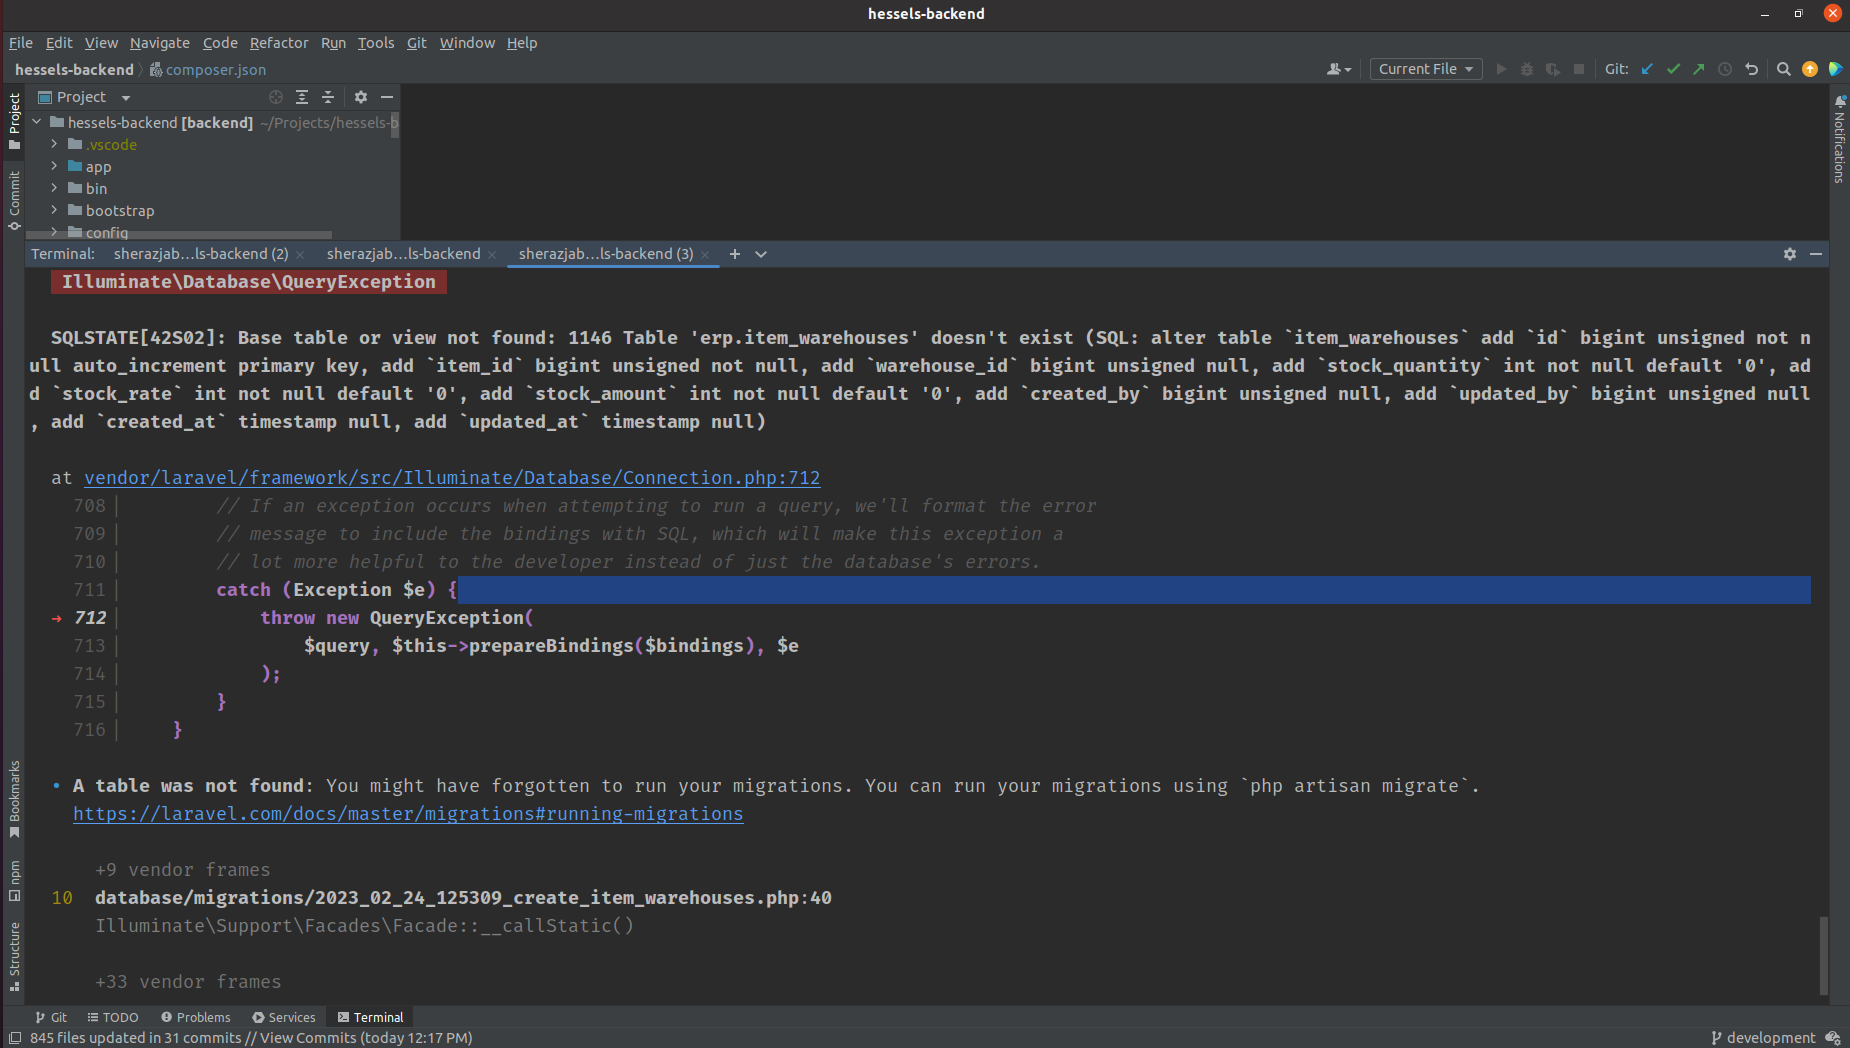 hessels-backend
File Edit View Navigate Code Refactor Run Tools Git Window Help
hessels-backend composer.json
Current File
Git:
Project
hessels-backend [backend] ~/Projects/hessels-b
.vscode
app
bin
bootstrap
config
Project
Commit
Bookmarks
npm
Structure
Notifications
Terminal: sherazjab...ls-backend (2) sherazjab...ls-backend sherazjab...ls-backend (3)
Illuminate\Database\QueryException
SQLSTATE[42S02]: Base table or view not found: 1146 Table 'erp.item_warehouses' doesn't exist (SQL: alter table `item_warehouses` add `id` bigint unsigned not n
ull auto_increment primary key, add `item_id` bigint unsigned not null, add `warehouse_id` bigint unsigned null, add `stock_quantity` int not null default '0', ad
d `stock_rate` int not null default '0', add `stock_amount` int not null default '0', add `created_by` bigint unsigned null, add `updated_by` bigint unsigned null
, add `created_at` timestamp null, add `updated_at` timestamp null)
at vendor/laravel/framework/src/Illuminate/Database/Connection.php:712
708| // If an exception occurs when attempting to run a query, we'll format the error
709| // message to include the bindings with SQL, which will make this exception a
710| // lot more helpful to the developer instead of just the database's errors.
711| catch (Exception $e) {
→ 712| throw new QueryException(
713| $query, $this->prepareBindings($bindings), $e
714| );
715| }
716| }
• A table was not found: You might have forgotten to run your migrations. You can run your migrations using `php artisan migrate`.
https://laravel.com/docs/master/migrations#running-migrations
+9 vendor frames
10 database/migrations/2023_02_24_125309_create_item_warehouses.php:40
Illuminate\Support\Facades\Facade::__callStatic()
+33 vendor frames
Git TODO Problems Services Terminal
845 files updated in 31 commits // View Commits (today 12:17 PM)
development